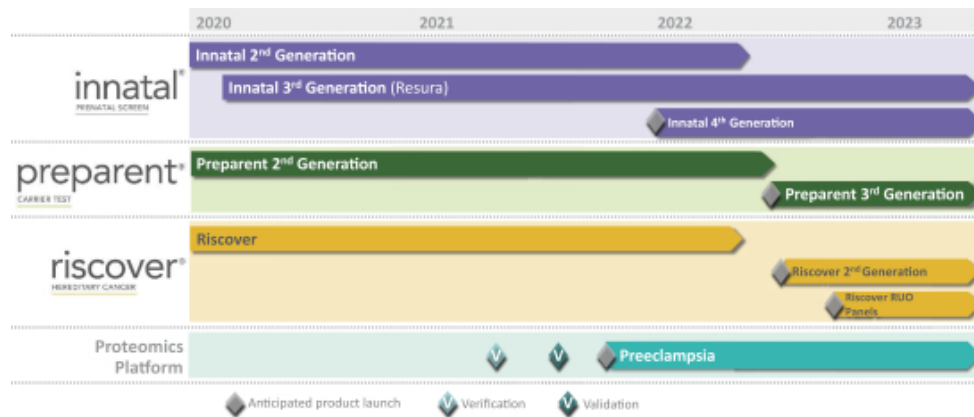 2020 2021 2022 2023
innatal®
PRENATAL SCREEN
Innatal 2nd Generation
Innatal 3rd Generation (Resura)
Innatal 4th Generation
preparent®
CARRIER TEST
Preparent 2nd Generation
Preparent 3rd Generation
riscover®
HEREDITARY CANCER
Riscover
Riscover 2nd Generation
Riscover RUO
Panels
Proteomics
Platform
V V
Preeclampsia
Anticipated product launch V Verification V Validation